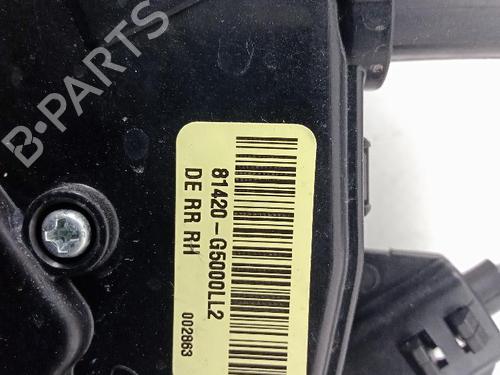 B-PARTS
81420-G5000LL2
DE RR RH
002863